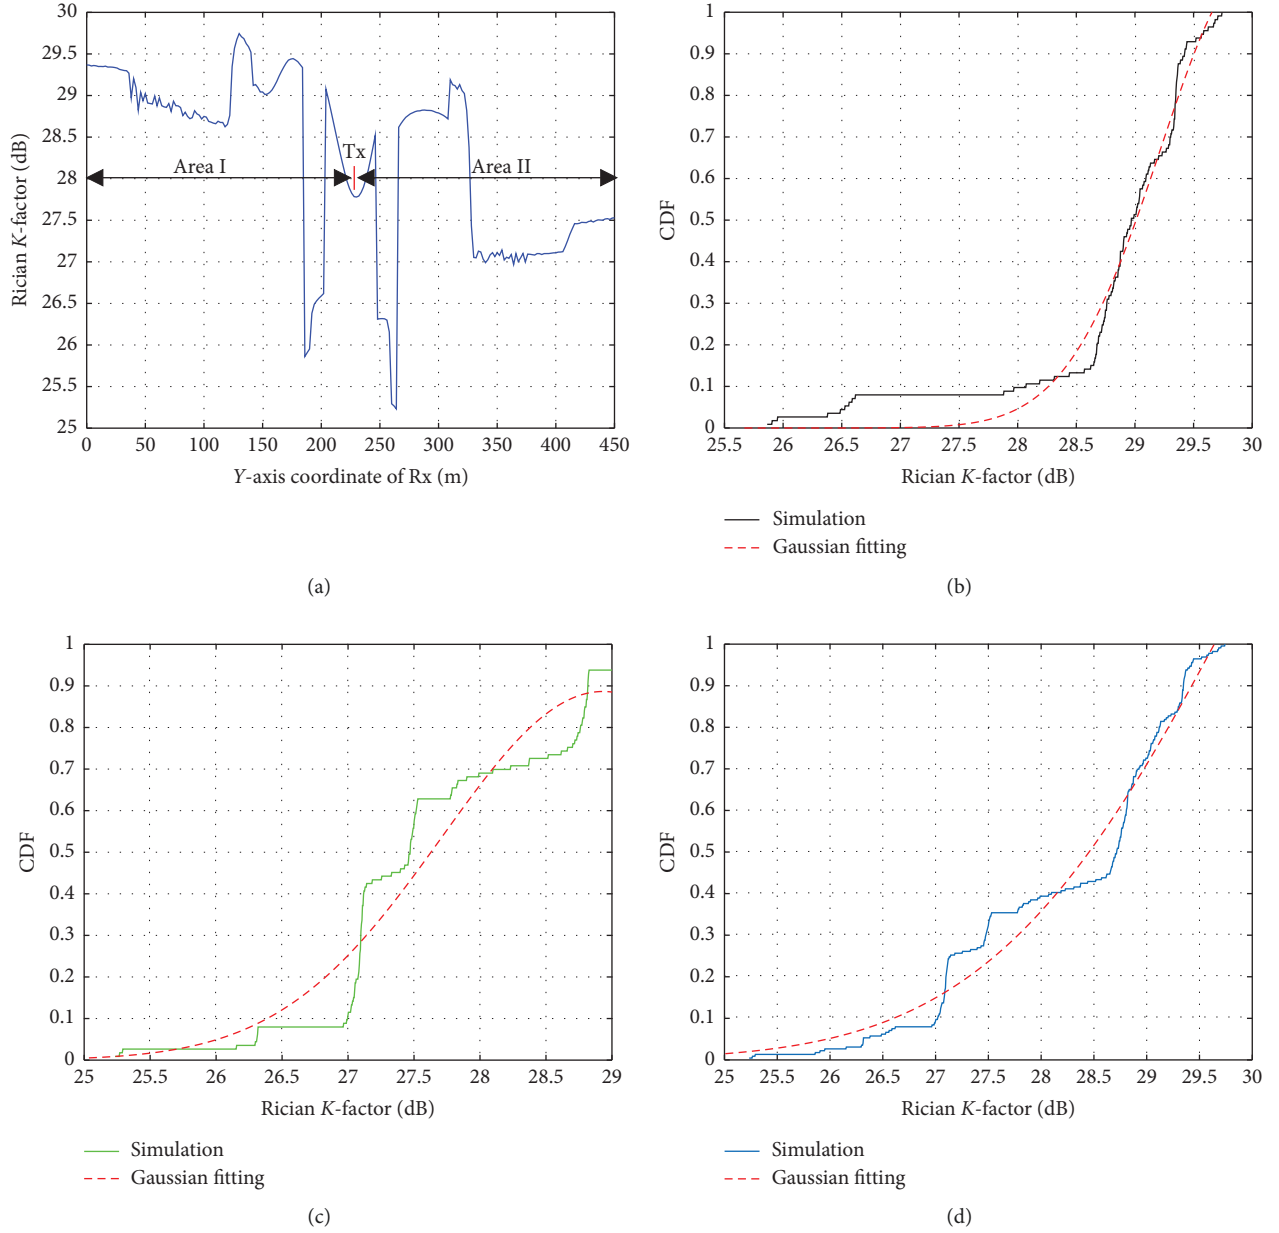 30
29.5
29
28.5
28
27.5
27
26.5
26
25.5
25
Rician K-factor (dB)
Area I
Tx
Area II
0 50 100 150 200 250 300 350 400 450
Y-axis coordinate of Rx (m)
(a)
1
0.9
0.8
0.7
0.6
0.5
0.4
0.3
0.2
0.1
0
CDF
25.5 26 26.5 27 27.5 28 28.5 29 29.5 30
Rician K-factor (dB)
Simulation
Gaussian fitting
(b)
1
0.9
0.8
0.7
0.6
0.5
0.4
0.3
0.2
0.1
0
CDF
25 25.5 26 26.5 27 27.5 28 28.5 29
Rician K-factor (dB)
Simulation
Gaussian fitting
(c)
1
0.9
0.8
0.7
0.6
0.5
0.4
0.3
0.2
0.1
0
CDF
25 25.5 26 26.5 27 27.5 28 28.5 29 29.5 30
Rician K-factor (dB)
Simulation
Gaussian fitting
(d)